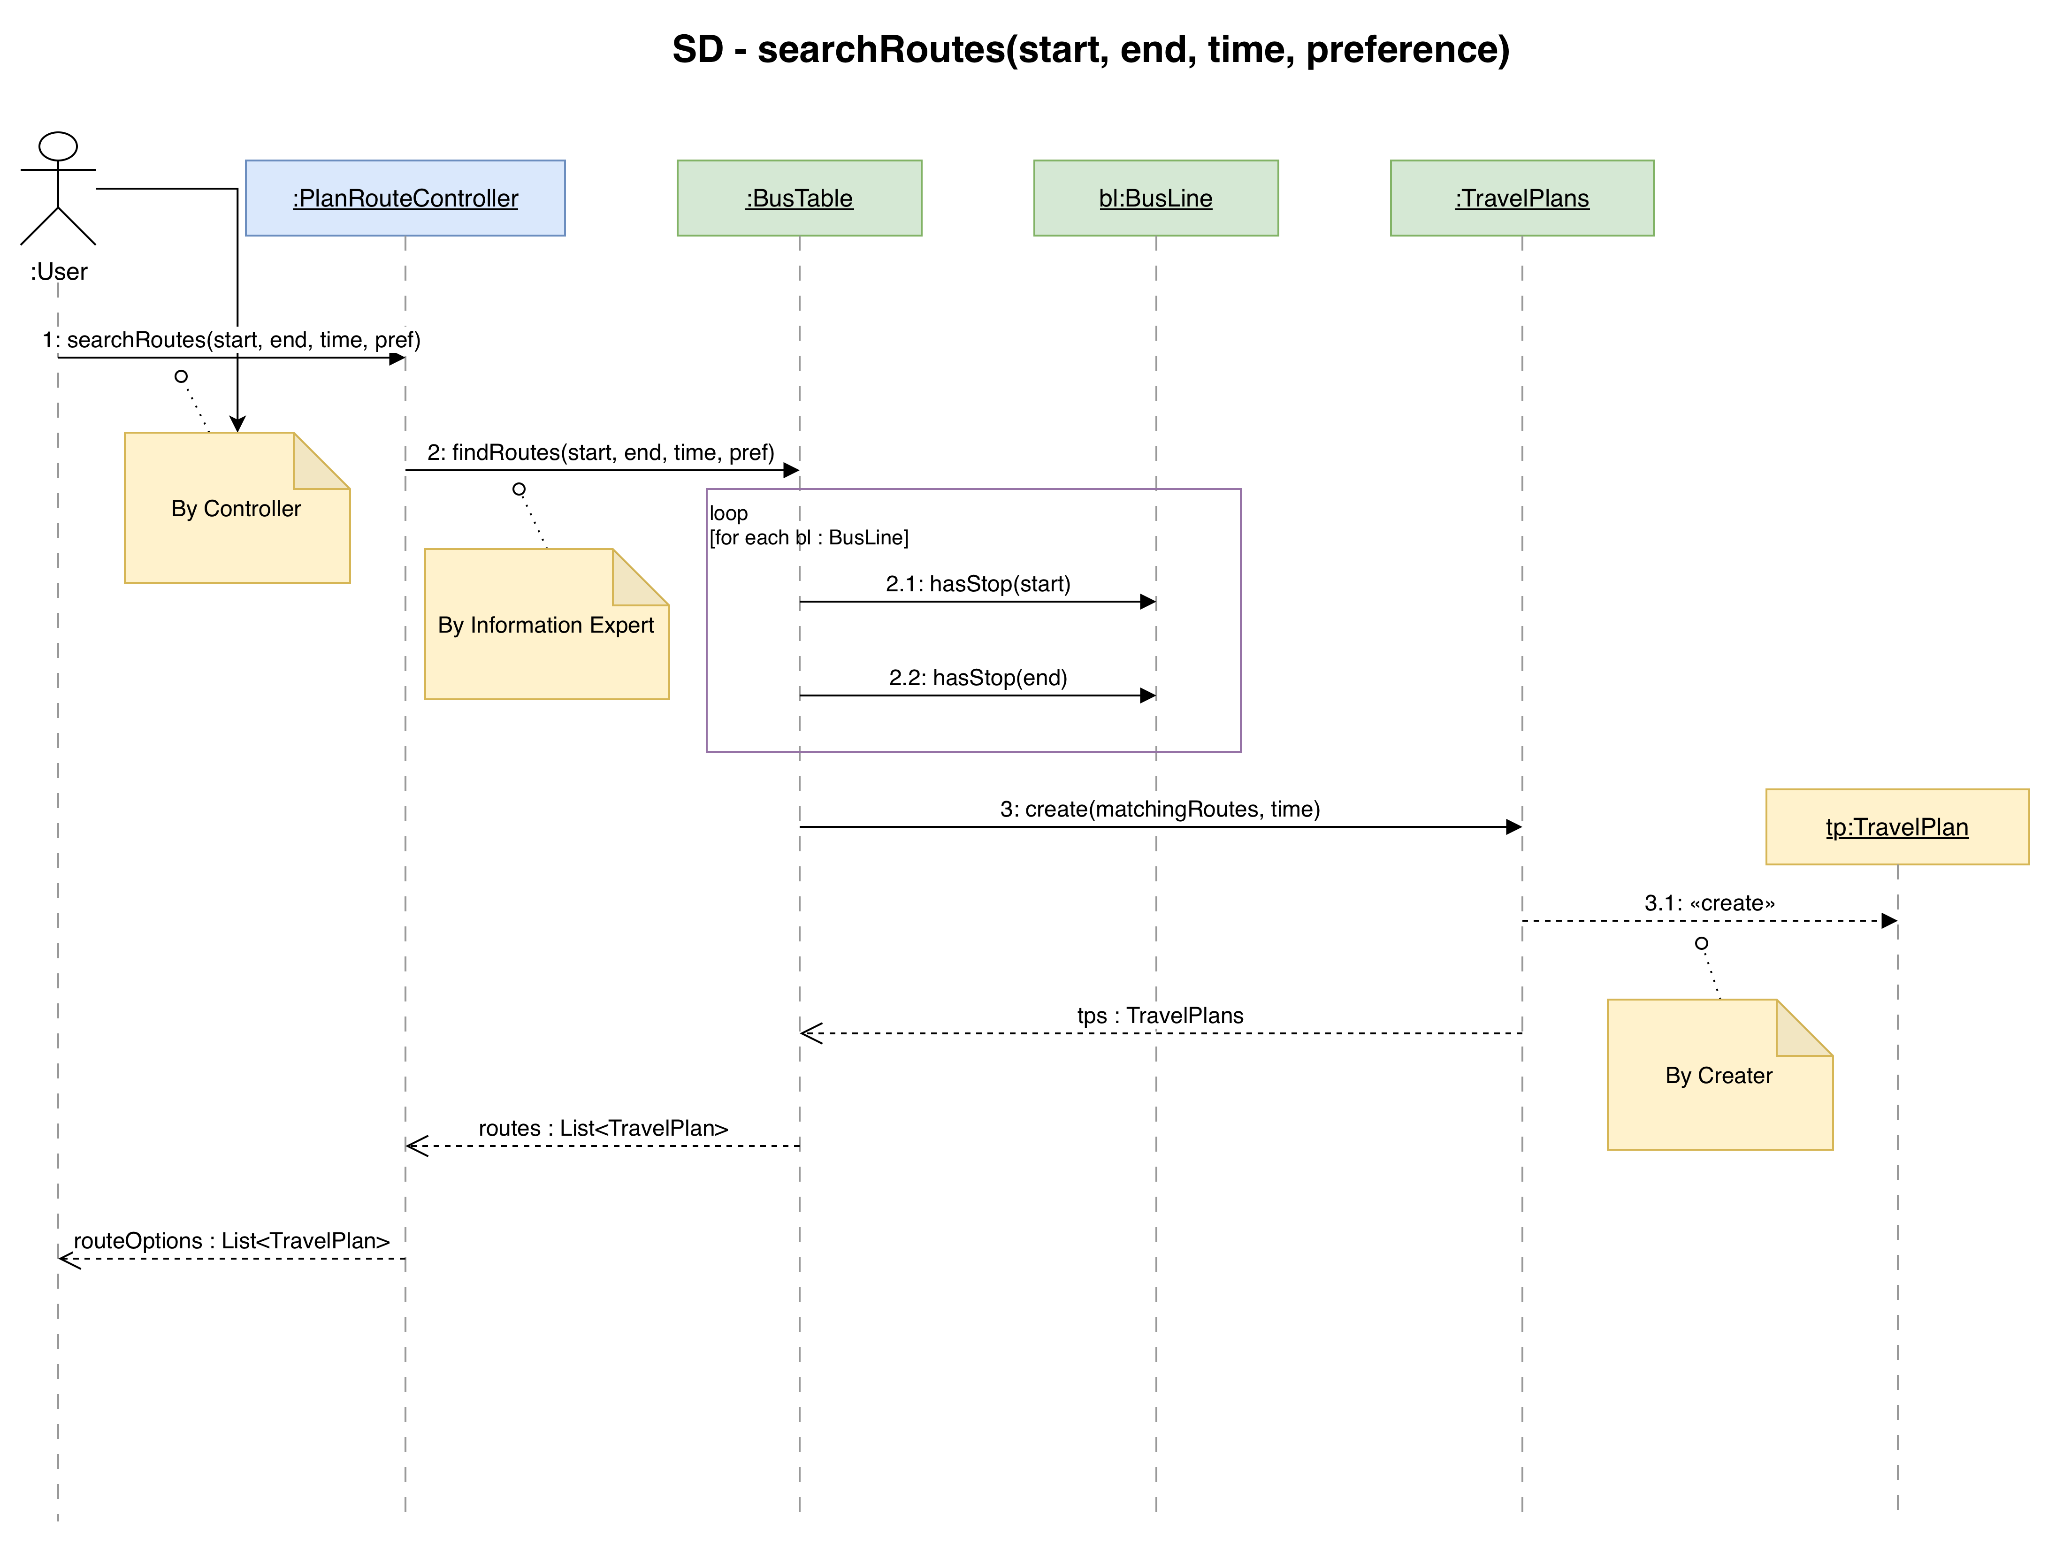 SD - searchRoutes(start, end, time, preference)
:User
:PlanRouteController
:BusTable
bl:BusLine
:TravelPlans
1: searchRoutes(start, end, time, pref)
By Controller
2: findRoutes(start, end, time, pref)
By Information Expert
loop
[for each bl : BusLine]
2.1: hasStop(start)
2.2: hasStop(end)
3: create(matchingRoutes, time)
tp:TravelPlan
3.1: «create»
By Creater
tps : TravelPlans
routes : List<TravelPlan>
routeOptions : List<TravelPlan>